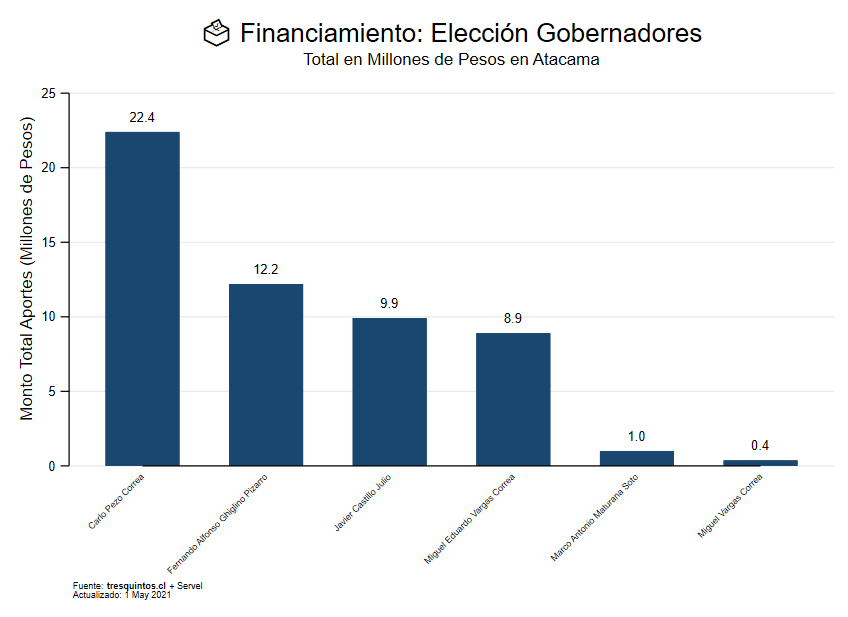 Financiamiento: Elección Gobernadores
Total en Millones de Pesos en Atacama
Monto Total Aportes (Millones de Pesos)
25
20
15
10
5
0
22.4
12.2
9.9
8.9
1.0
0.4
Carlo Pezo Correa
Fernando Alfonso Ghiglino Pizarro
Javier Castillo Julio
Miguel Eduardo Vargas Correa
Marco Antonio Maturana Soto
Miguel Vargas Correa
Fuente: tresquintos.cl + Servel
Actualizado: 1 May 2021